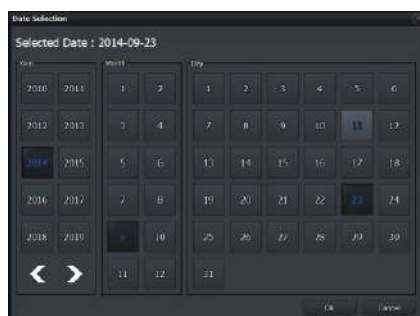 Date Selection
Selected Date : 2014-09-23
Year Month Day
2010 2011 1 2 1 2 3 4 5 6
2012 2013 3 4 7 8 9 10 11 12
2014 2015 5 6 13 14 15 16 17 18
2016 2017 7 8 19 20 21 22 23 24
2018 2019 9 10 25 26 27 28 29 30
11 12 31
OK Cancel